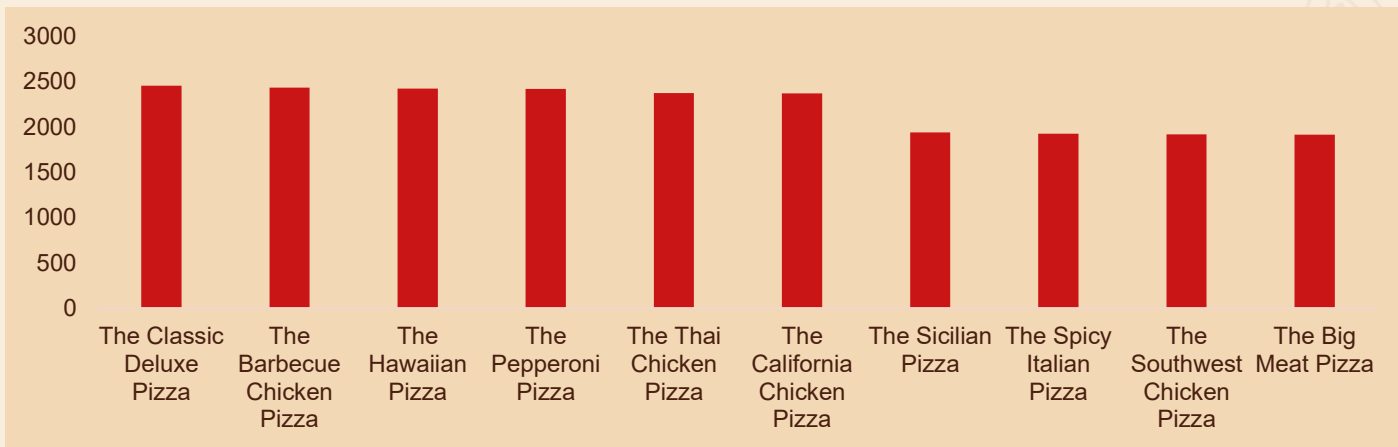 3000
2500
2000
1500
1000
500
0
The Classic
Deluxe
Pizza
The
Barbecue
Chicken
Pizza
The
Hawaiian
Pizza
The
Pepperoni
Pizza
The Thai
Chicken
Pizza
The
California
Chicken
Pizza
The Sicilian
Pizza
The Spicy
Italian
Pizza
The
Southwest
Chicken
Pizza
The Big
Meat Pizza